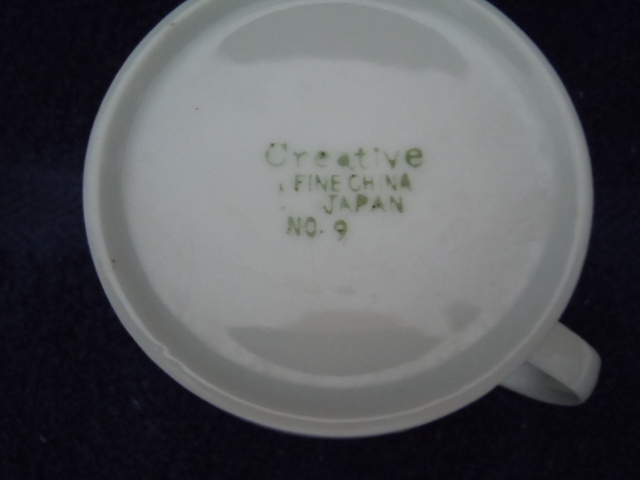 Creative
FINE CHINA
JAPAN
NO. 9